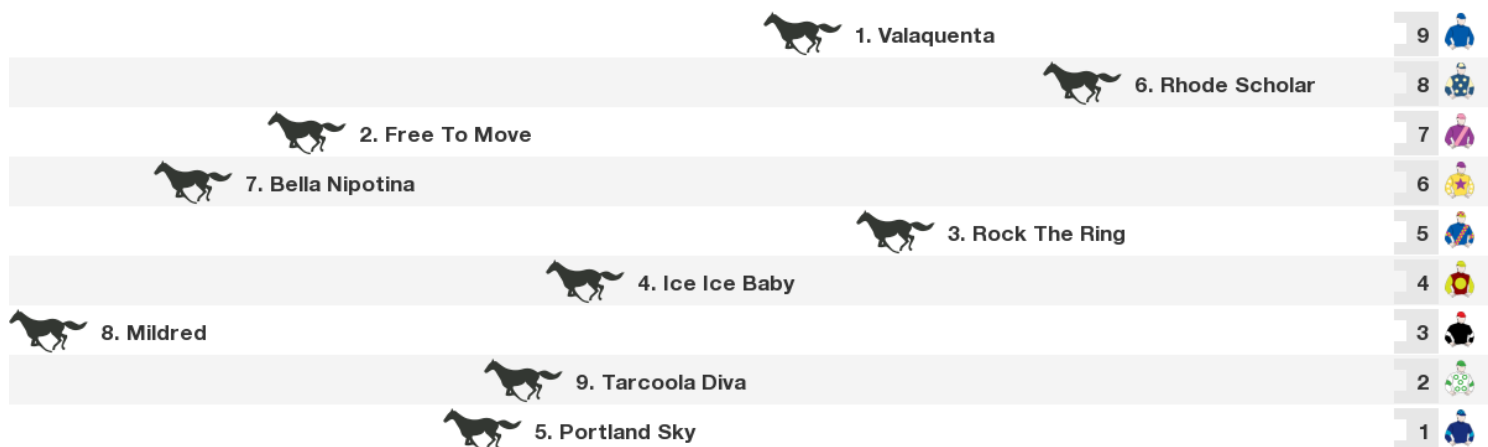 1. Valaquenta 9
6. Rhode Scholar 8
2. Free To Move 7
7. Bella Nipotina 6
3. Rock The Ring 5
4. Ice Ice Baby 4
8. Mildred 3
9. Tarcoola Diva 2
5. Portland Sky 1